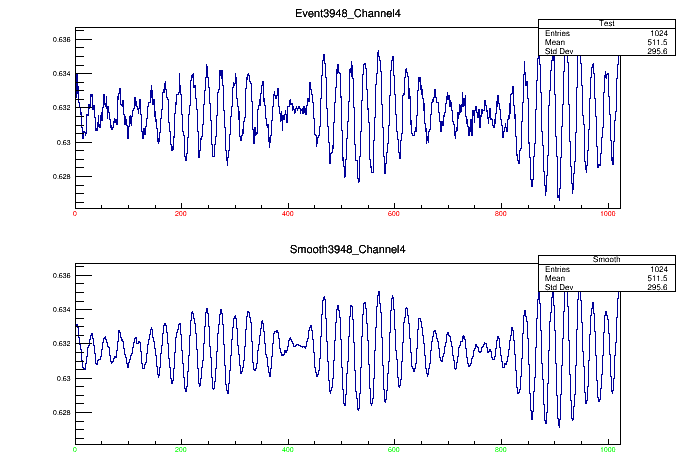 Event3948_Channel4
Test
Entries 1024
Mean 511.5
Std Dev 295.6
0.636
0.634
0.632
0.63
0.628
0 200 400 600 800 1000
Smooth3948_Channel4
Smooth
Entries 1024
Mean 511.5
Std Dev 295.6
0.636
0.634
0.632
0.63
0.628
0 200 400 600 800 1000